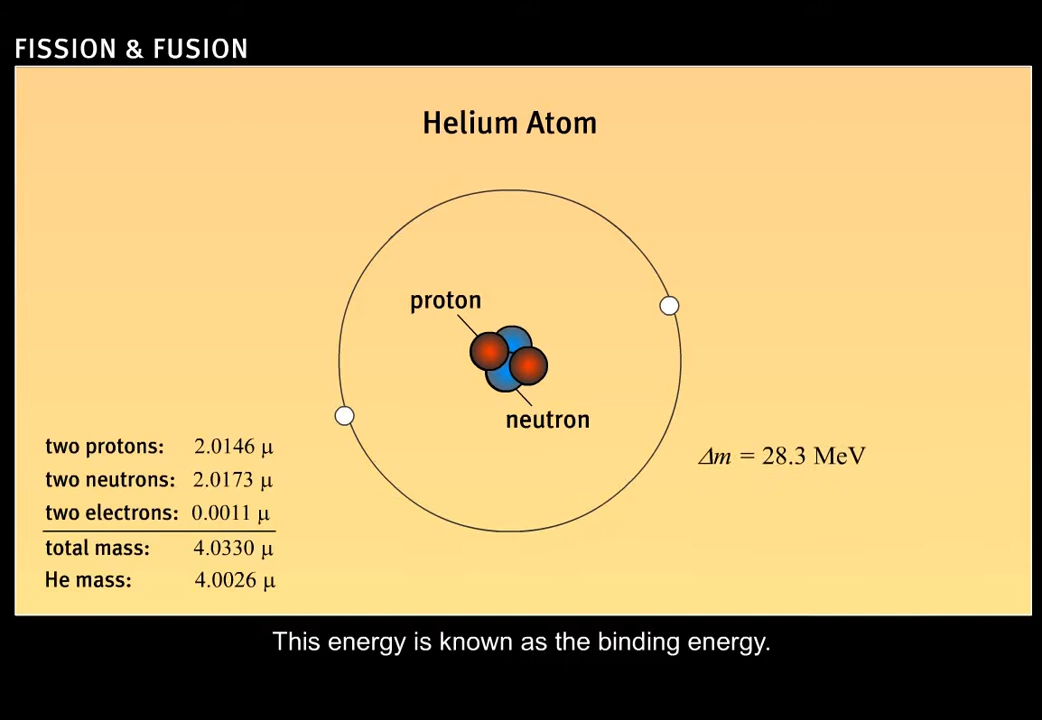 FISSION & FUSION
Helium Atom
proton
neutron
two protons: 2.0146 μ
two neutrons: 2.0173 μ
two electrons: 0.0011 μ
total mass: 4.0330 μ
He mass: 4.0026 μ
Δm = 28.3 MeV
This energy is known as the binding energy.